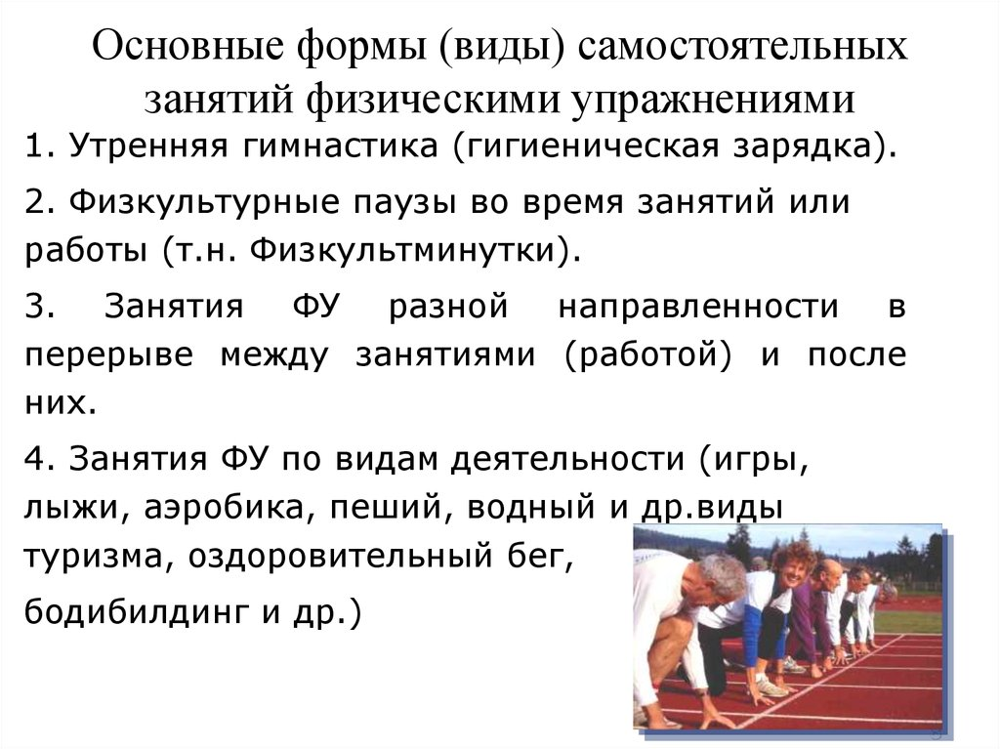 Основные формы (виды) самостоятельных
занятий физическими упражнениями
1. Утренняя гимнастика (гигиеническая зарядка).
2. Физкультурные паузы во время занятий или
работы (т.н. Физкультминутки).
3. Занятия ФУ разной направленности в
перерыве между занятиями (работой) и после
них.
4. Занятия ФУ по видам деятельности (игры,
лыжи, аэробика, пеший, водный и др.виды
туризма, оздоровительный бег,
бодибилдинг и др.)